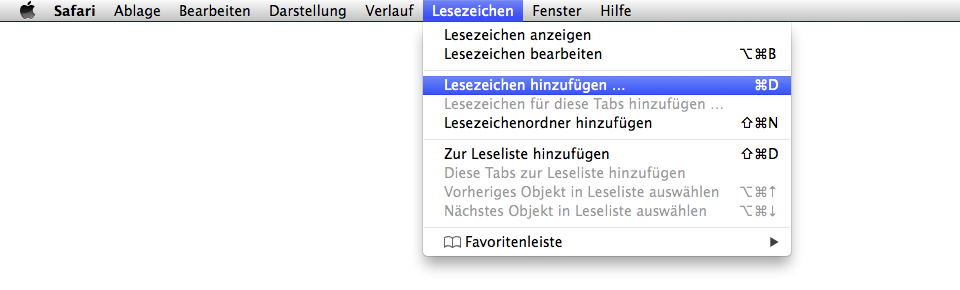 Safari Ablage Bearbeiten Darstellung Verlauf Lesezeichen Fenster Hilfe
Lesezeichen anzeigen
Lesezeichen bearbeiten ⌥⌘B
Lesezeichen hinzufügen ... ⌘D
Lesezeichen für diese Tabs hinzufügen ...
Lesezeichenordner hinzufügen ⇧⌘N
Zur Leseliste hinzufügen ⇧⌘D
Diese Tabs zur Leseliste hinzufügen
Vorheriges Objekt in Leseliste auswählen ⌥⌘↑
Nächstes Objekt in Leseliste auswählen ⌥⌘↓
Favoritenleiste